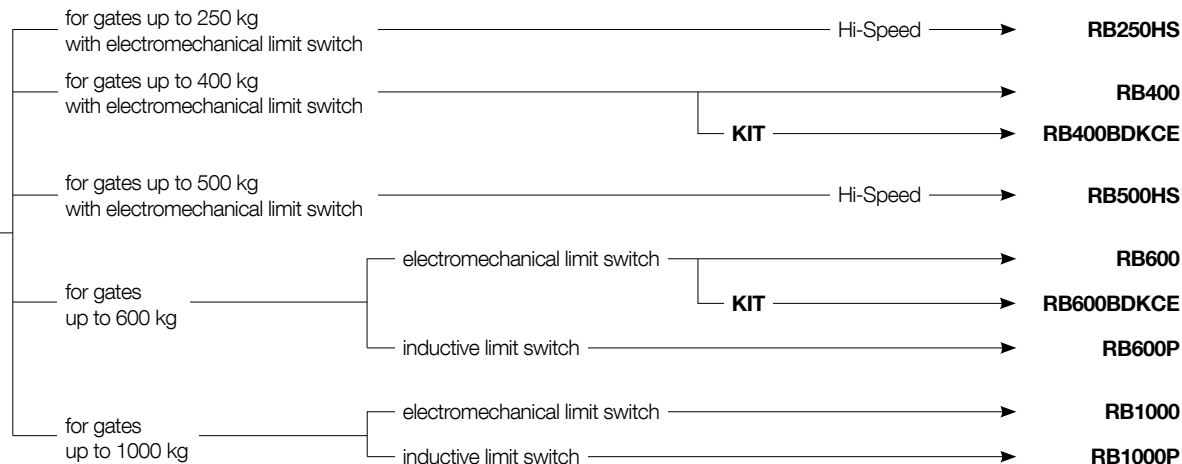 for gates up to 250 kg
with electromechanical limit switch
Hi-Speed
RB250HS
for gates up to 400 kg
with electromechanical limit switch
RB400
KIT
RB400BDKCE
for gates up to 500 kg
with electromechanical limit switch
Hi-Speed
RB500HS
for gates
up to 600 kg
electromechanical limit switch
RB600
KIT
RB600BDKCE
inductive limit switch
RB600P
for gates
up to 1000 kg
electromechanical limit switch
RB1000
inductive limit switch
RB1000P